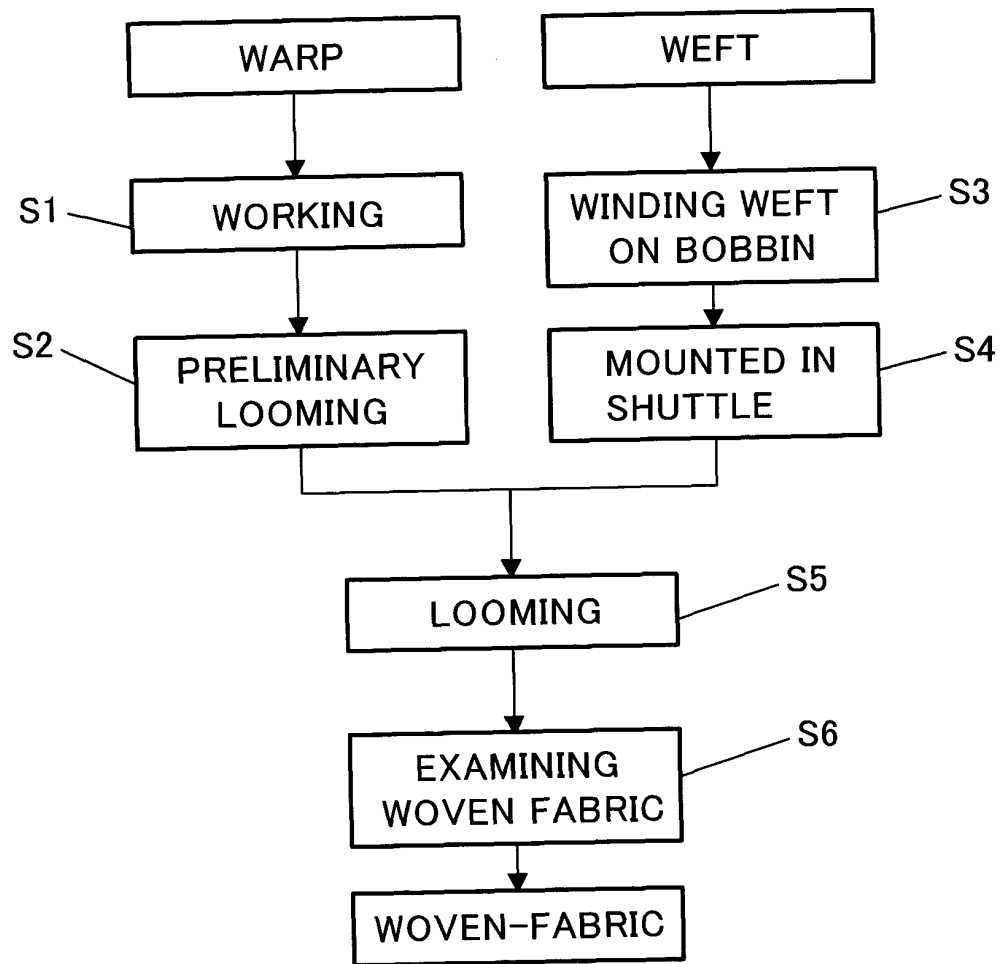 WARP
WEFT
S1
WORKING
WINDING WEFT
ON BOBBIN
S3
S2
PRELIMINARY
LOOMING
MOUNTED IN
SHUTTLE
S4
LOOMING
S5
EXAMINING
WOVEN FABRIC
S6
WOVEN-FABRIC